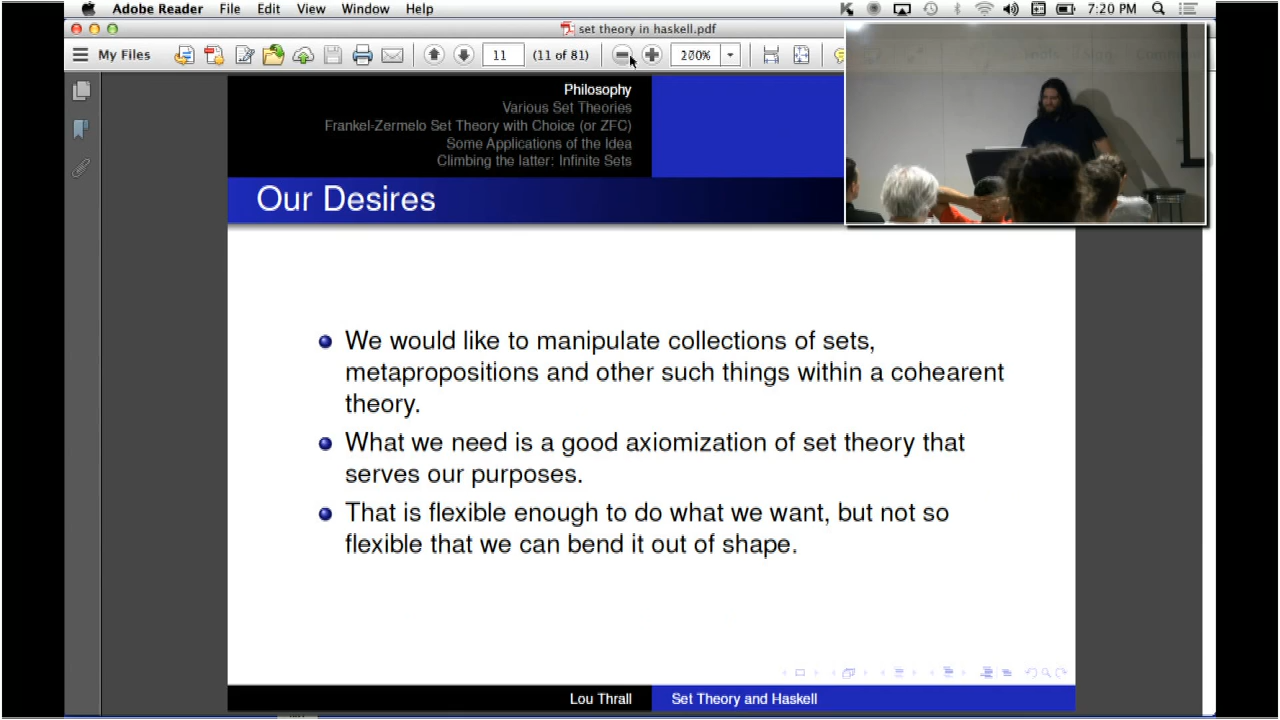 Adobe Reader File Edit View Window Help 7:20 PM
set theory in haskell.pdf
My Files 11 (11 of 81)
Philosophy
Various Set Theories
Frankel-Zermelo Set Theory with Choice (or ZFC)
Some Applications of the Idea
Climbing the latter: Infinite Sets
Our Desires
We would like to manipulate collections of sets,
metapropositions and other such things within a cohearent
theory.
What we need is a good axiomization of set theory that
serves our purposes.
That is flexible enough to do what we want, but not so
flexible that we can bend it out of shape.
Lou Thrall Set Theory and Haskell